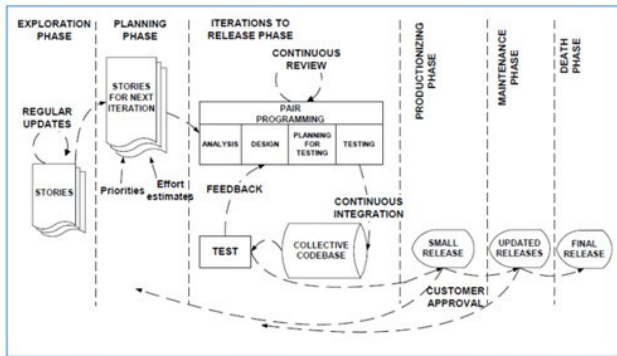 EXPLORATION
PHASE
PLANNING
PHASE
ITERATIONS TO
RELEASE PHASE
PRODUCTIONIZING
PHASE
MAINTENANCE
PHASE
DEATH
PHASE
CONTINUOUS
REVIEW
STORIES
FOR NEXT
ITERATION
REGULAR
UPDATES
PAIR
PROGRAMMING
ANALYSIS
DESIGN
PLANNING
FOR
TESTING
TESTING
STORIES
Priorities
Effort
estimates
FEEDBACK
CONTINUOUS
INTEGRATION
TEST
COLLECTIVE
CODEBASE
SMALL
RELEASE
UPDATED
RELEASES
FINAL
RELEASE
CUSTOMER
APPROVAL